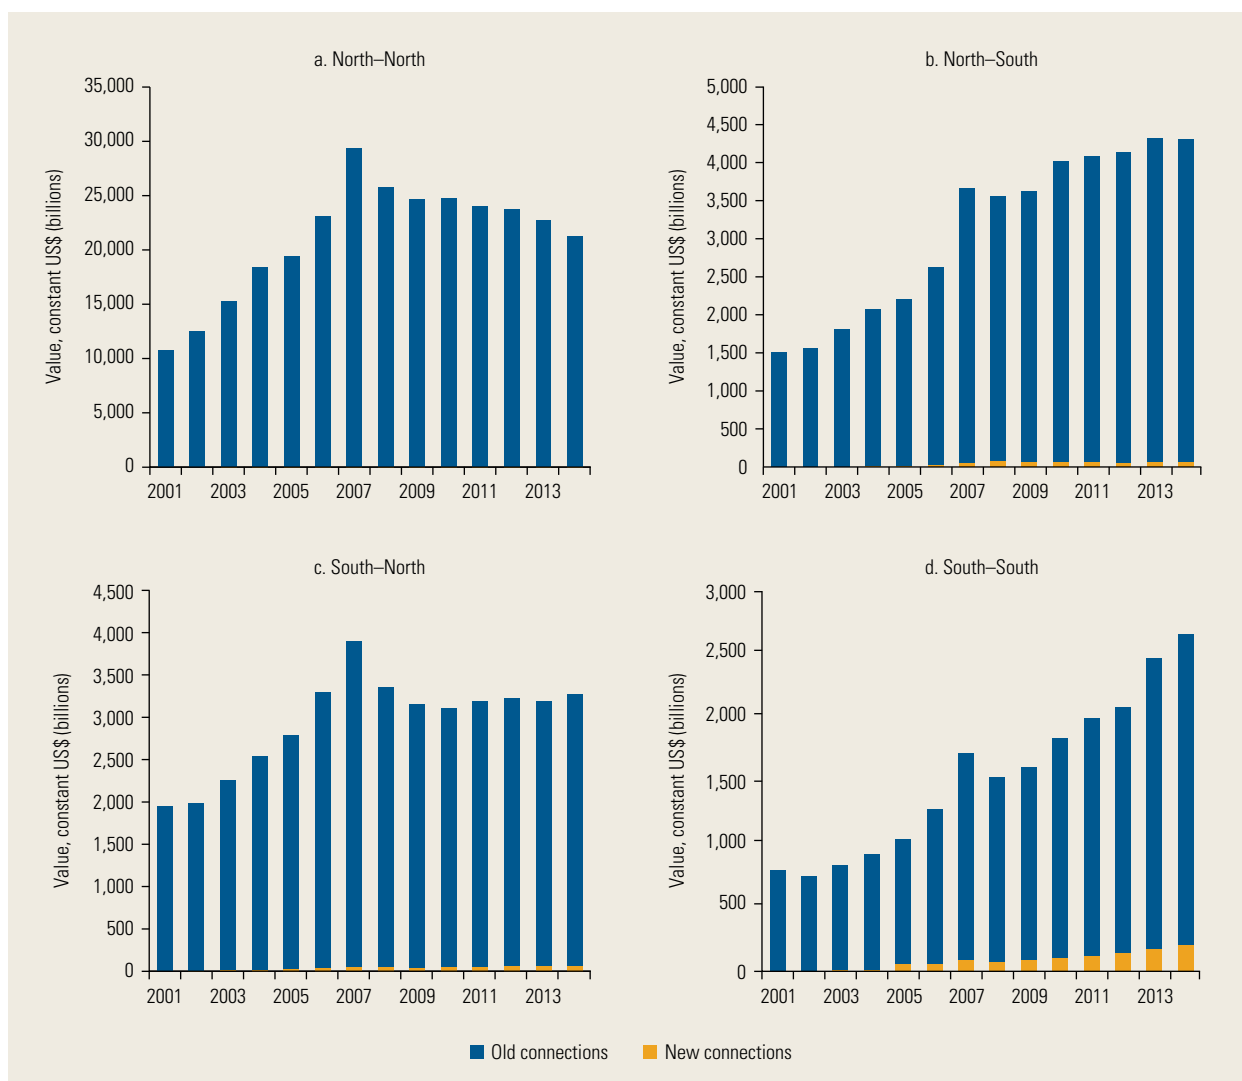 a. North–North
35,000
30,000
25,000
20,000
15,000
10,000
5,000
0
Value, constant US$ (billions)
2001 2003 2005 2007 2009 2011 2013
b. North–South
5,000
4,500
4,000
3,500
3,000
2,500
2,000
1,500
1,000
500
0
Value, constant US$ (billions)
2001 2003 2005 2007 2009 2011 2013
c. South–North
4,500
4,000
3,500
3,000
2,500
2,000
1,500
1,000
500
0
Value, constant US$ (billions)
2001 2003 2005 2007 2009 2011 2013
d. South–South
3,000
2,500
2,000
1,500
1,000
500
0
Value, constant US$ (billions)
2001 2003 2005 2007 2009 2011 2013
Old connections New connections